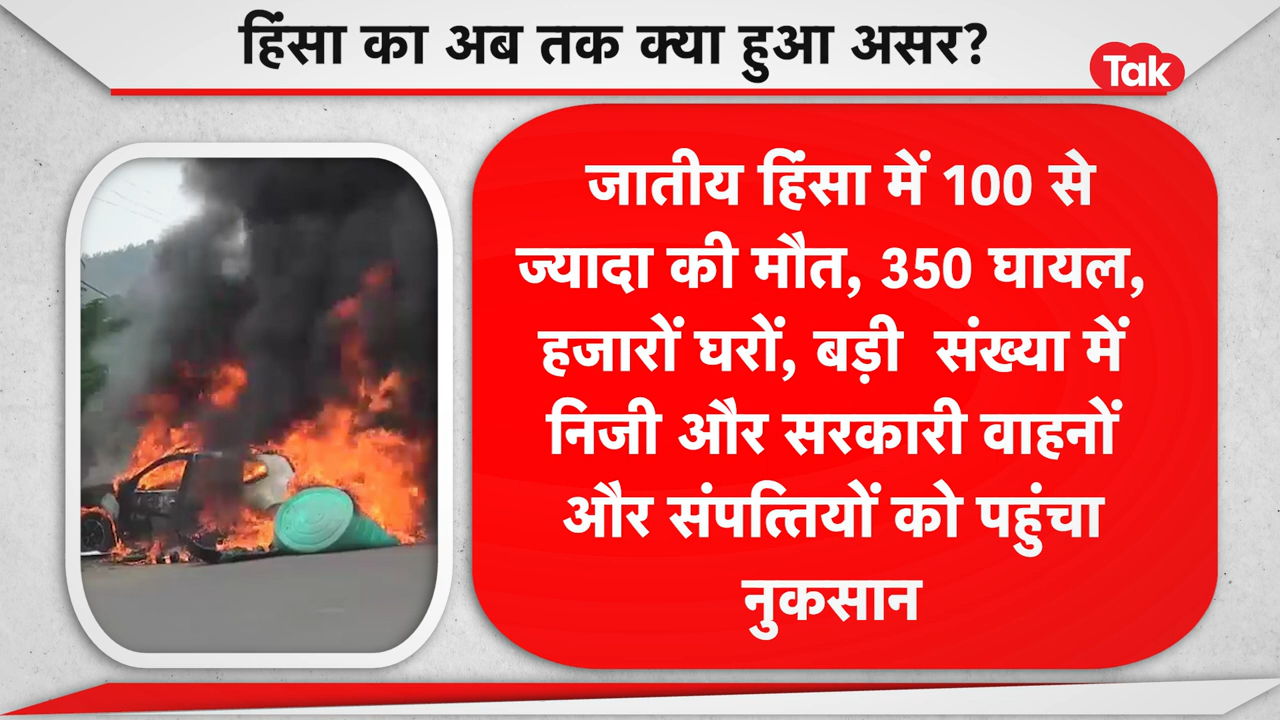 हिंसा का अब तक क्या हुआ असर?
Tak
जातीय हिंसा में 100 से
ज्यादा की मौत, 350 घायल,
हजारों घरों, बड़ी संख्या में
निजी और सरकारी वाहनों
और संपत्तियों को पहुंचा
नुकसान